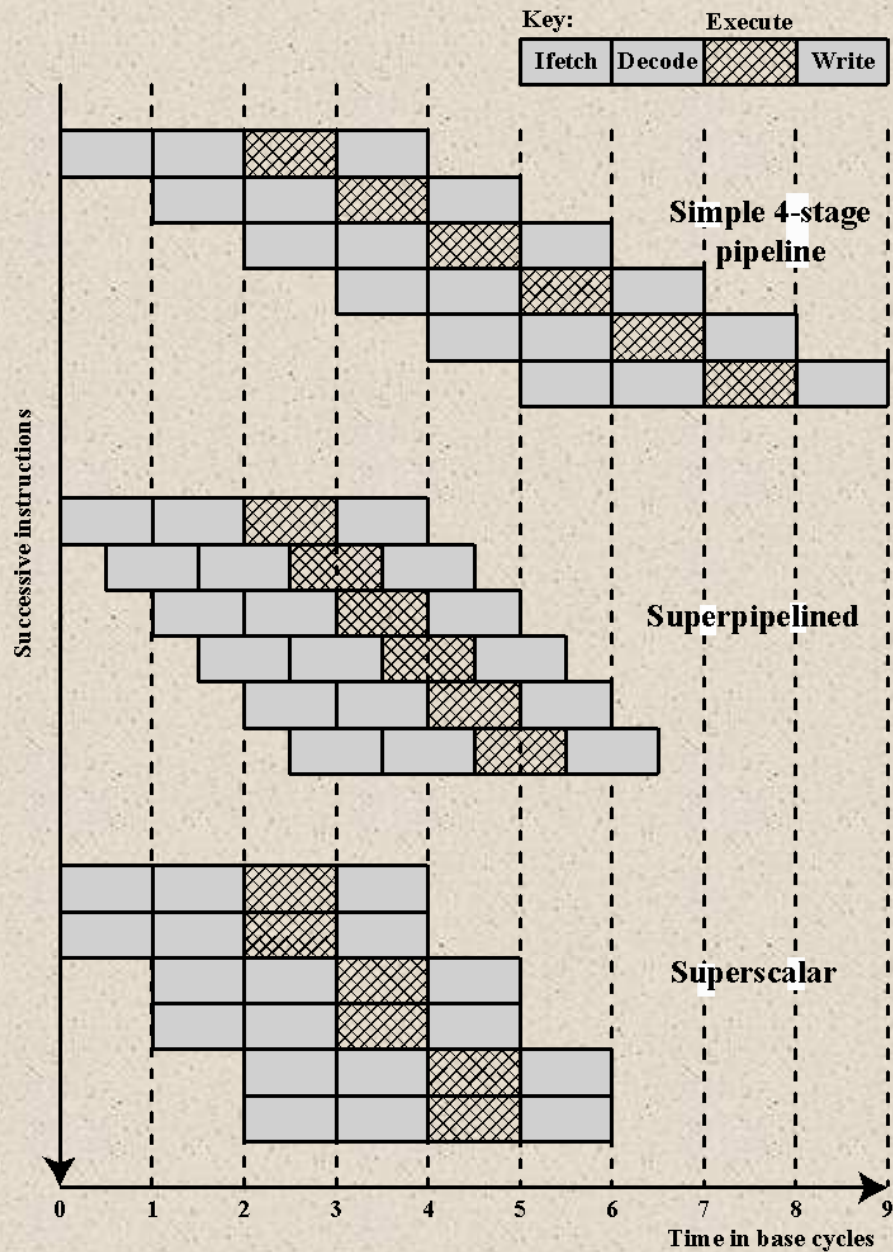 Key:
Execute
Ifetch Decode Write
Simple 4-stage
pipeline
Successive instructions
Superpipelined
Superscalar
0 1 2 3 4 5 6 7 8 9
Time in base cycles